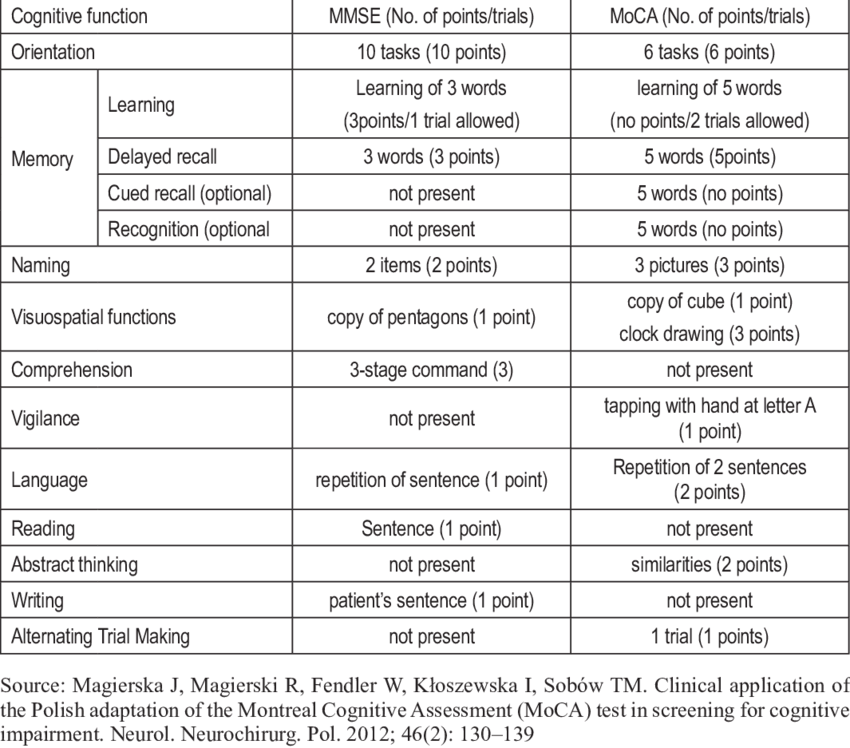 Cognitive function MMSE (No. of points/trials) MoCA (No. of points/trials)
Orientation 10 tasks (10 points) 6 tasks (6 points)
Memory
Learning
Learning of 3 words
(3points/1 trial allowed)
learning of 5 words
(no points/2 trials allowed)
Delayed recall 3 words (3 points) 5 words (5points)
Cued recall (optional) not present 5 words (no points)
Recognition (optional not present 5 words (no points)
Naming 2 items (2 points) 3 pictures (3 points)
Visuospatial functions copy of pentagons (1 point)
copy of cube (1 point)
clock drawing (3 points)
Comprehension 3-stage command (3) not present
Vigilance not present
tapping with hand at letter A
(1 point)
Language repetition of sentence (1 point)
Repetition of 2 sentences
(2 points)
Reading Sentence (1 point) not present
Abstract thinking not present similarities (2 points)
Writing patient's sentence (1 point) not present
Alternating Trial Making not present 1 trial (1 points)
Source: Magierska J, Magierski R, Fendler W, Kłoszewska I, Sobów TM. Clinical application of
the Polish adaptation of the Montreal Cognitive Assessment (MoCA) test in screening for cognitive
impairment. Neurol. Neurochirurg. Pol. 2012; 46(2): 130–139